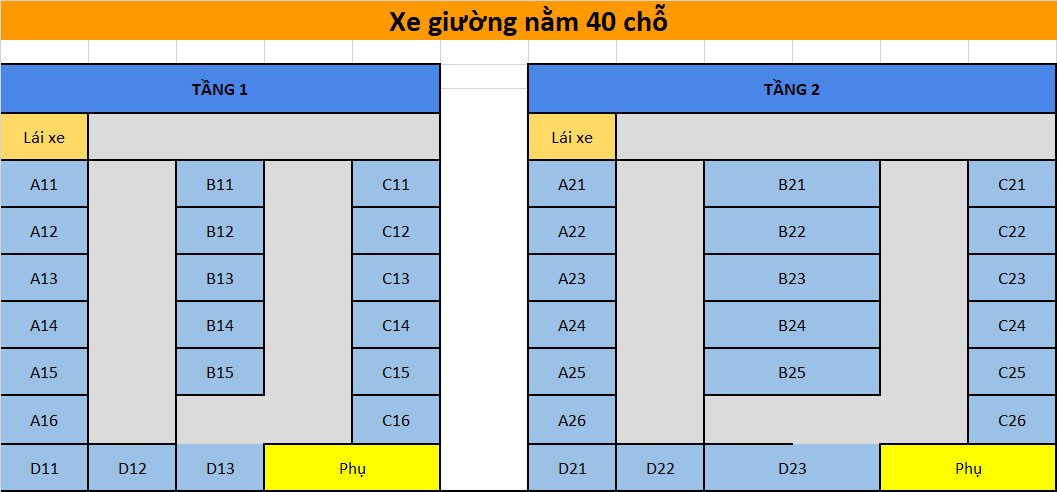 Xe giường nằm 40 chỗ
TẦNG 1 TẦNG 2
Lái xe Lái xe
A11 B11 C11 A21 B21 C21
A12 B12 C12 A22 B22 C22
A13 B13 C13 A23 B23 C23
A14 B14 C14 A24 B24 C24
A15 B15 C15 A25 B25 C25
A16 C16 A26 C26
D11 D12 D13 Phụ D21 D22 D23 Phụ